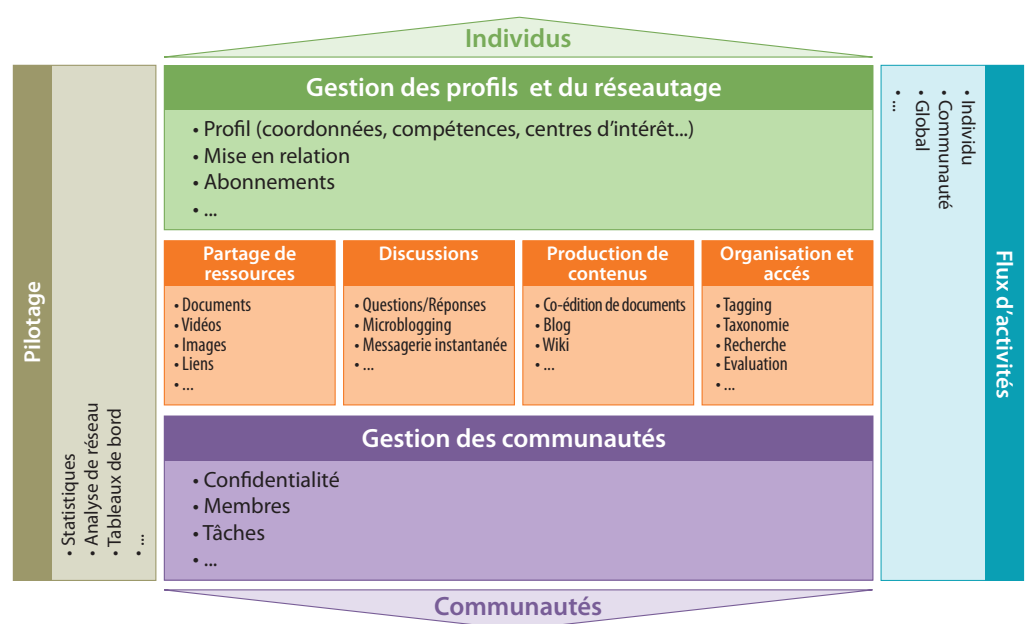 Individus
Gestion des profils et du réseautage
• Profil (coordonnées, compétences, centres d'intérêt...)
• Mise en relation
• Abonnements
• ...
Partage de
ressources
• Documents
• Vidéos
• Images
• Liens
• ...
Discussions
• Questions/Réponses
• Microblogging
• Messagerie instantanée
• ...
Production de
contenus
• Co-édition de documents
• Blog
• Wiki
• ...
Organisation et
accés
• Tagging
• Taxonomie
• Recherche
• Evaluation
• ...
Gestion des communautés
• Confidentialité
• Membres
• Tâches
• ...
Communautés
Pilotage
• Statistiques
• Analyse de réseau
• Tableaux de bord
• ...
Flux d'activités
• Individu
• Communauté
• Global
• ...